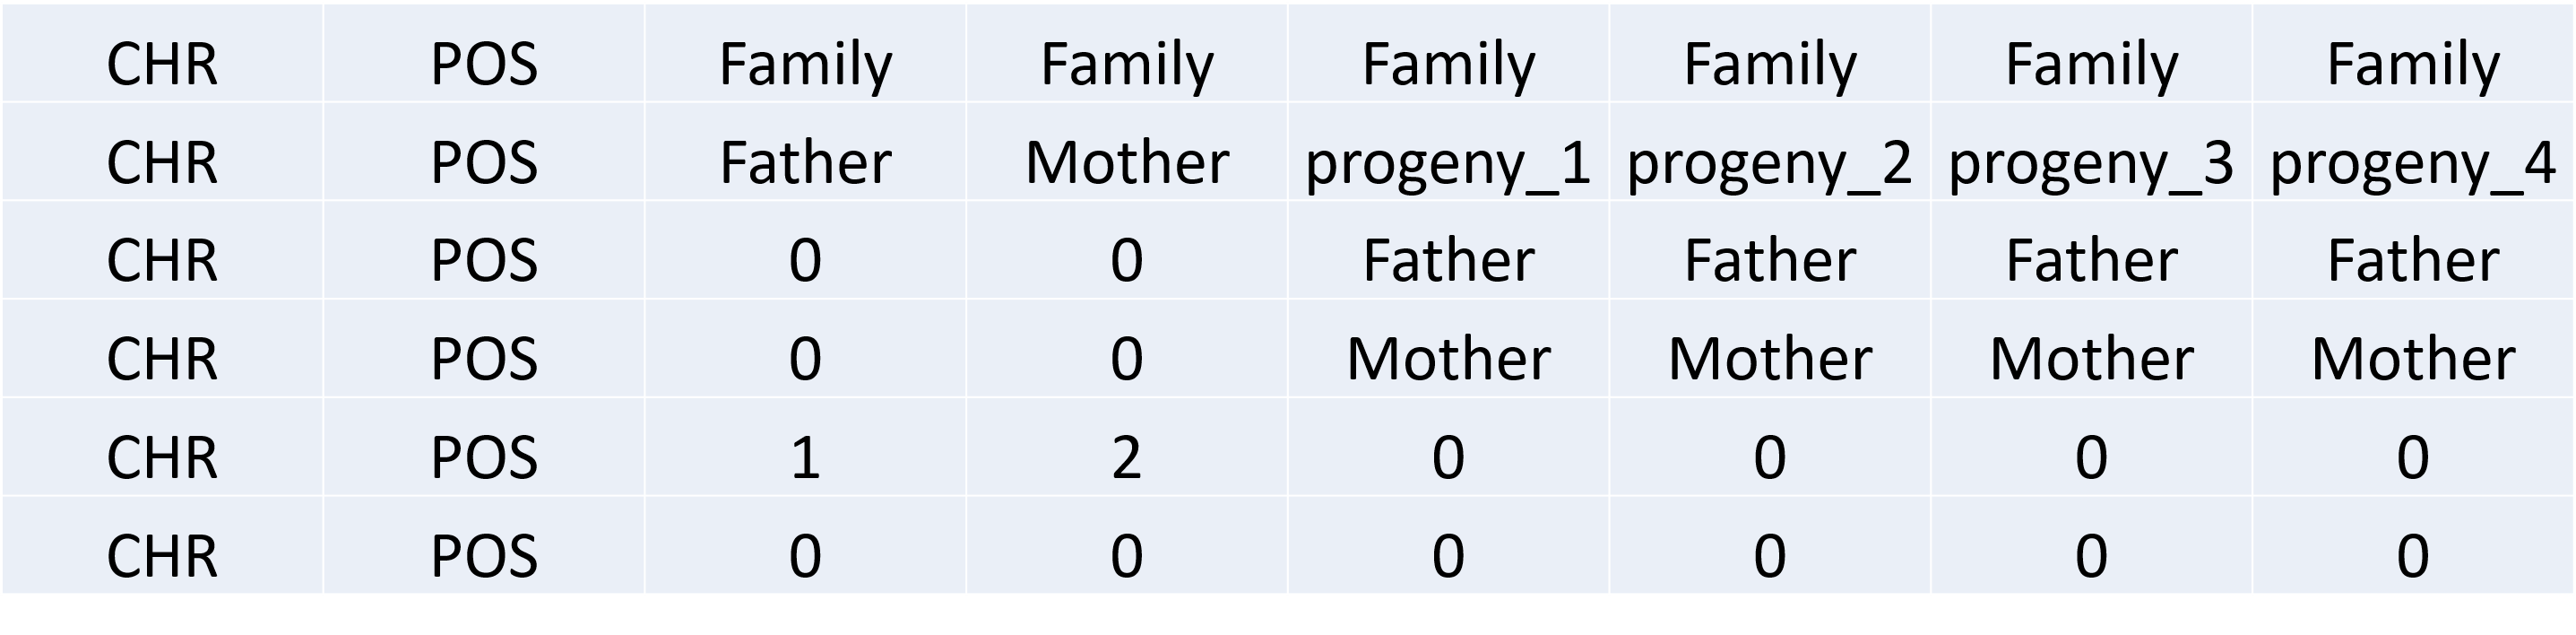 CHR POS Family Family Family Family Family Family
CHR POS Father Mother progeny_1 progeny_2 progeny_3 progeny_4
CHR POS 0 0 Father Father Father Father
CHR POS 0 0 Mother Mother Mother Mother
CHR POS 1 2 0 0 0 0
CHR POS 0 0 0 0 0 0